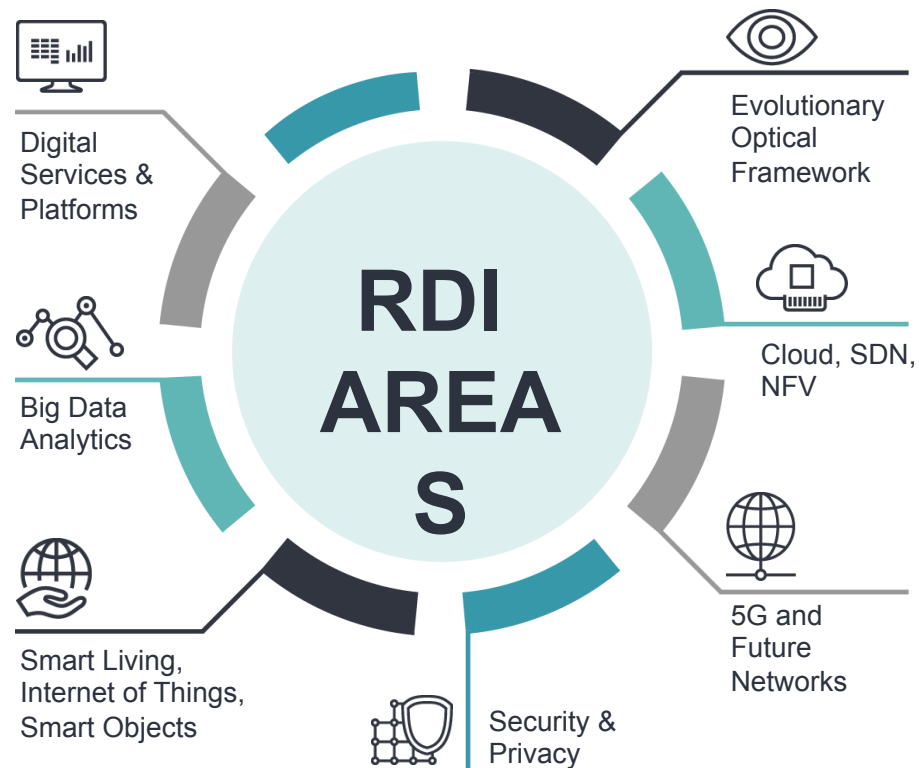 Digital
Services &
Platforms
Evolutionary
Optical
Framework
RDI
AREA
S
Cloud, SDN,
NFV
Big Data
Analytics
5G and
Future
Networks
Smart Living,
Internet of Things,
Smart Objects
Security &
Privacy